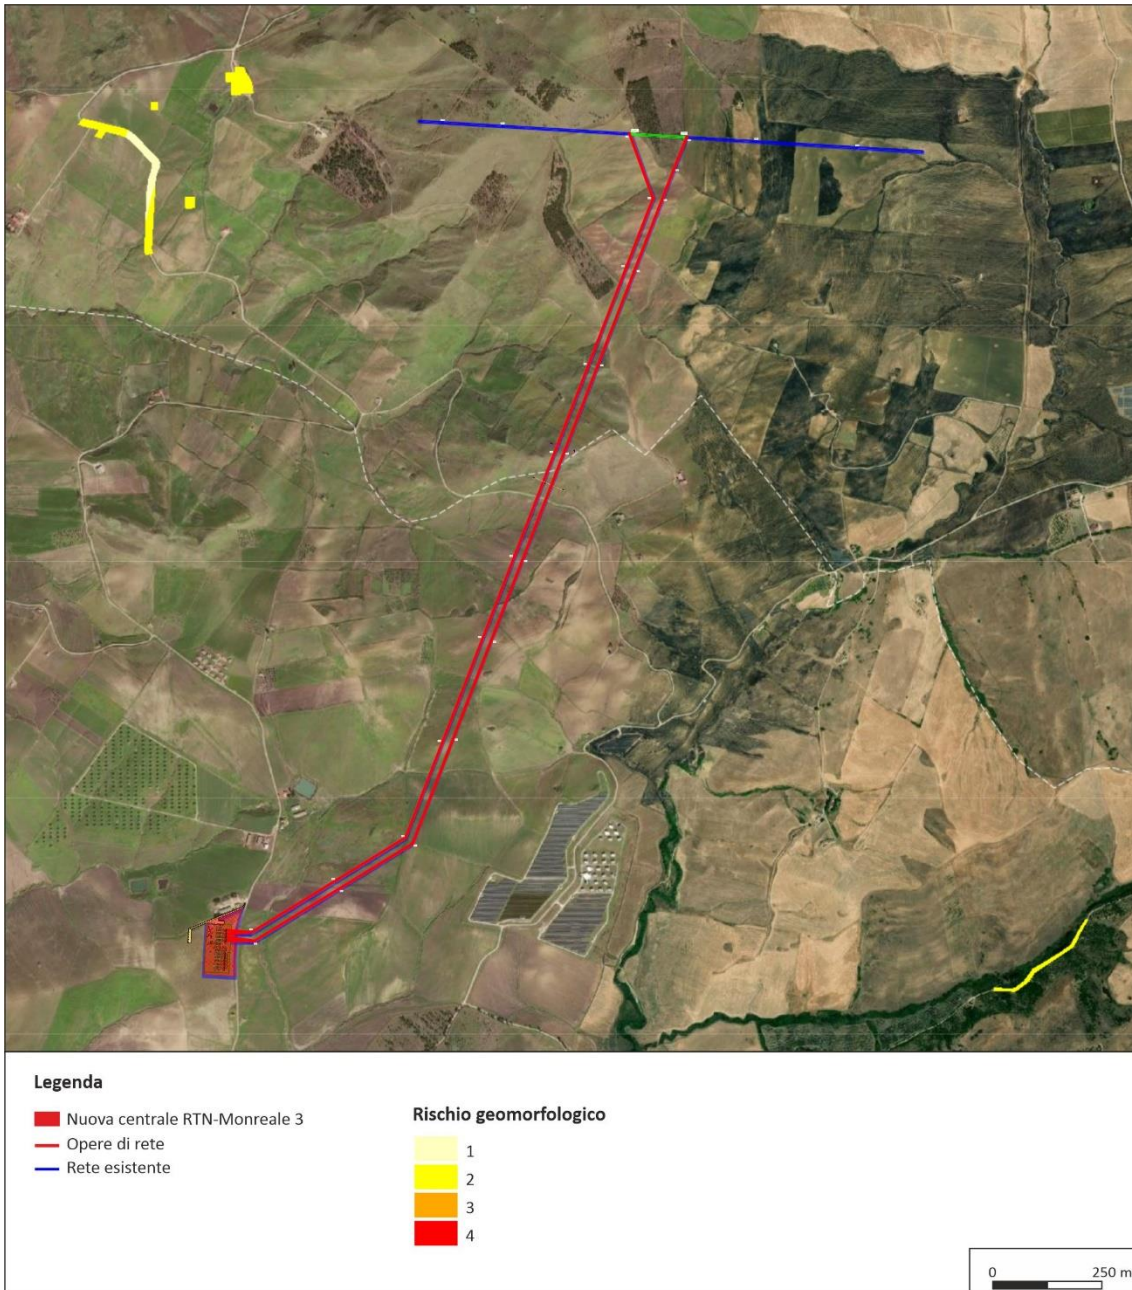 Legenda
Nuova centrale RTN-Monreale 3
Opere di rete
Rete esistente
Rischio geomorfologico
1
2
3
4
0 250 m